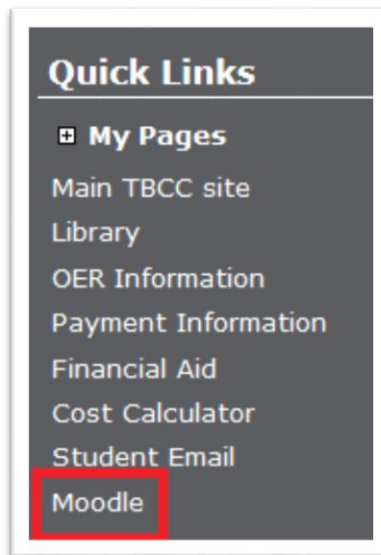 Quick Links
My Pages
Main TBCC site
Library
OER Information
Payment Information
Financial Aid
Cost Calculator
Student Email
Moodle